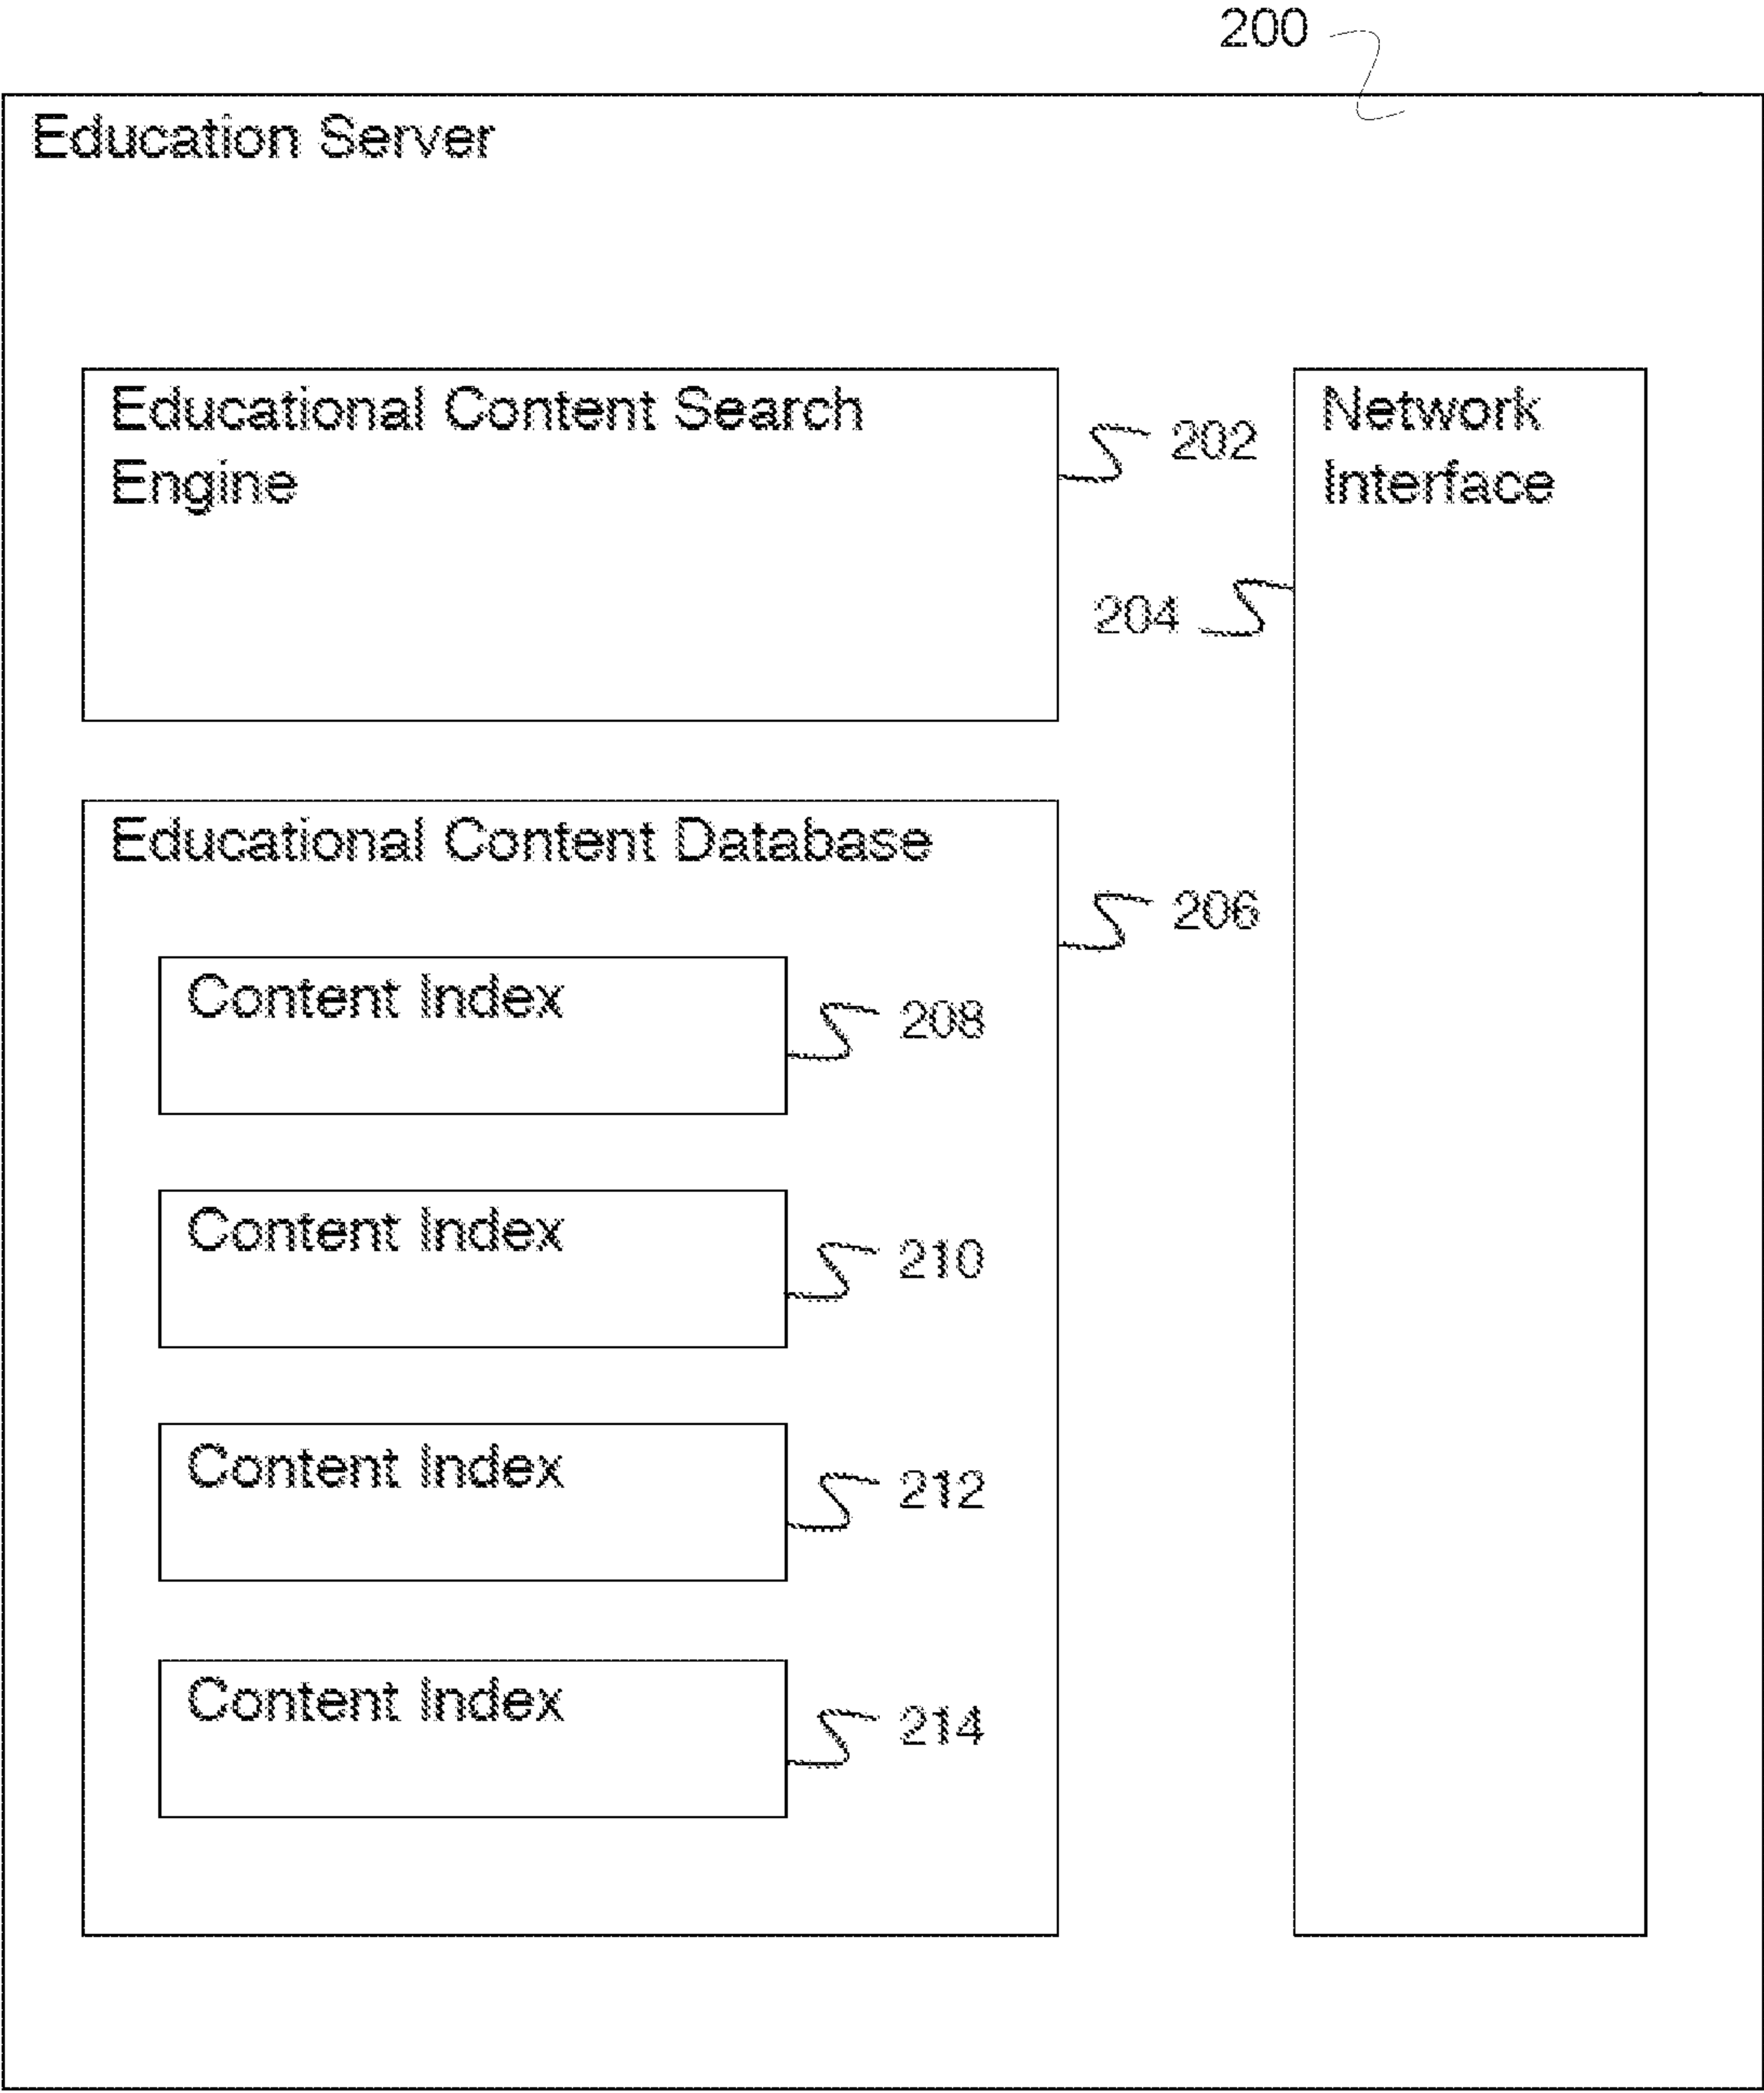 200
Education Server
Educational Content Search
Engine
202
Network
Interface
204
Educational Content Database
206
Content Index
208
Content Index
210
Content Index
212
Content Index
214